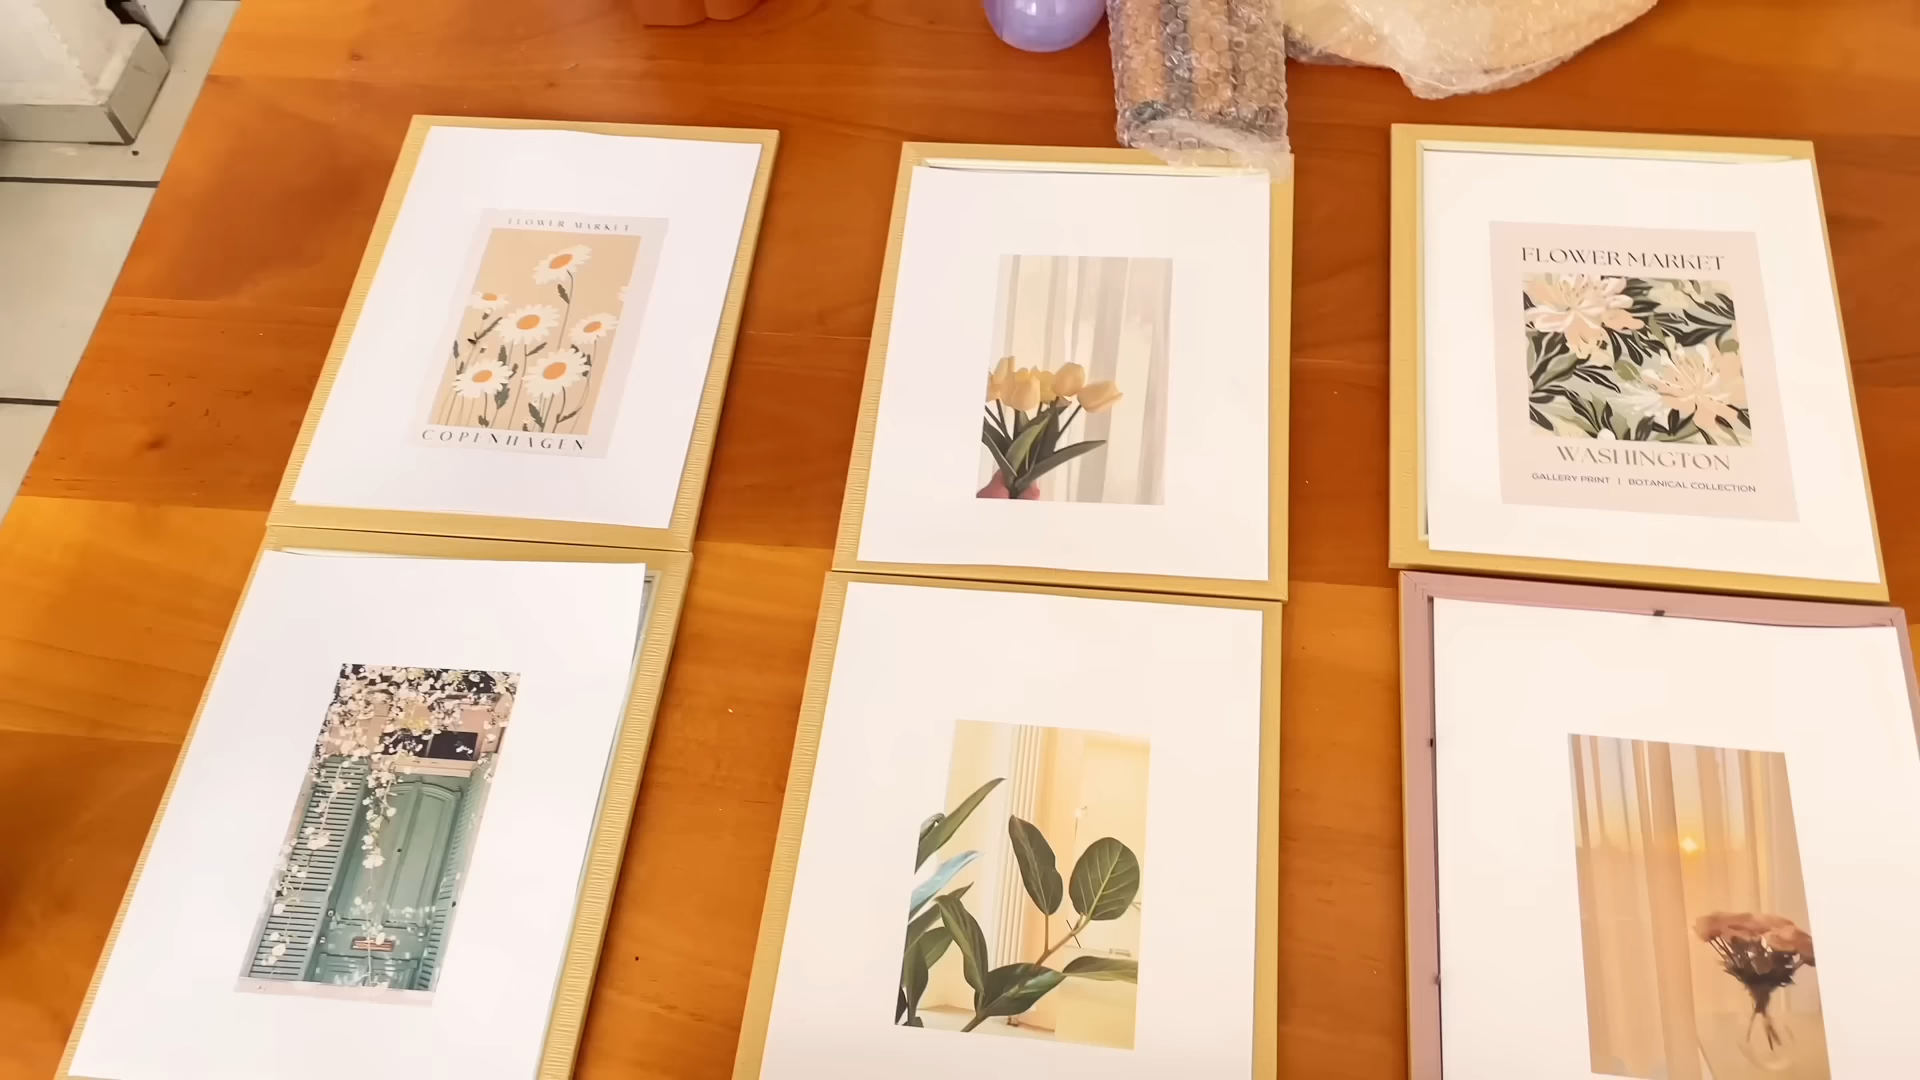 FLOWER MARKET
COPENHAGEN
FLOWER MARKET
WASHINGTON
GALLERY PRINT | BOTANICAL COLLECTION